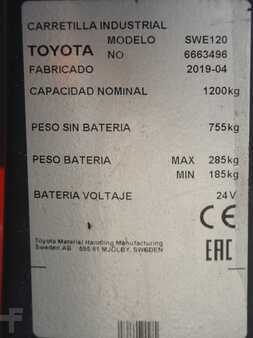 CARRETILLA INDUSTRIAL
TOYOTA MODELO SWE120
NO 6663496
FABRICADO 2019-04
CAPACIDAD NOMINAL 1200kg
PESO SIN BATERIA 755kg
PESO BATERIA MAX 285kg
MIN 185kg
BATERIA VOLTAJE 24V
CE
Toyota Material Handling Manufacturing
Sweden AB 595 81 MJÖLBY, SWEDEN
EAC